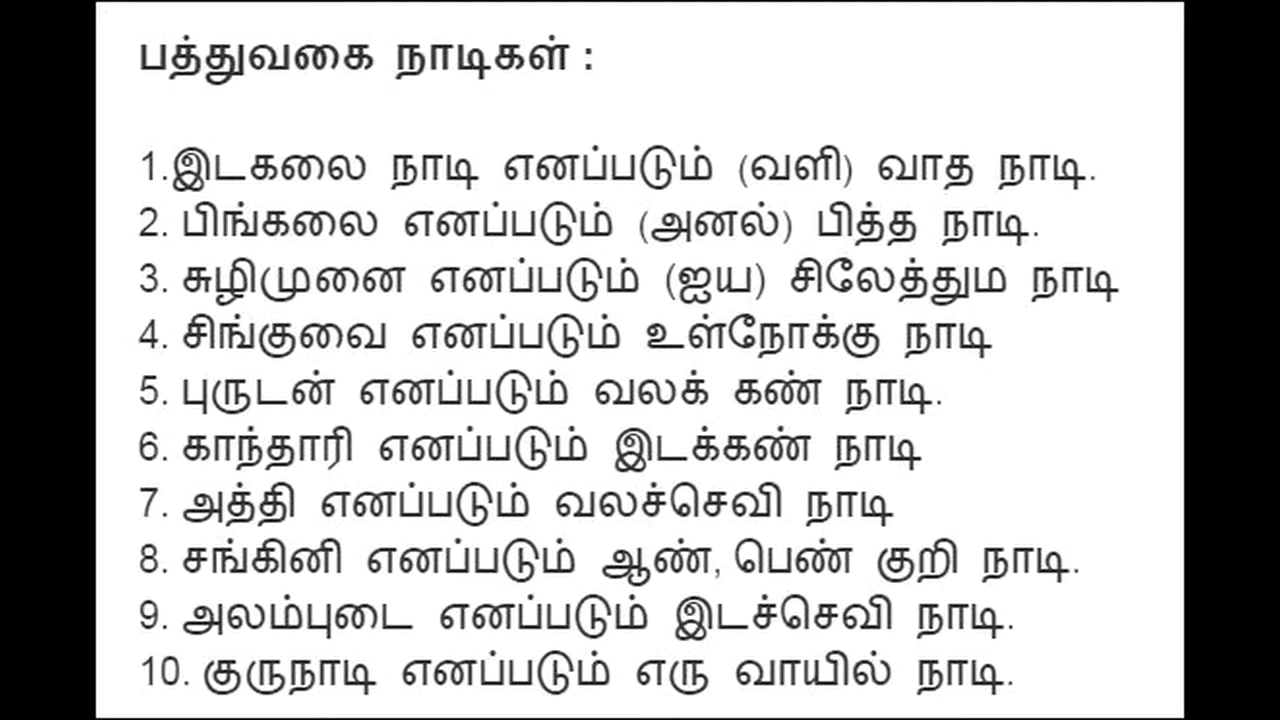 பத்துவகை நாடிகள் :
1.இடகலை நாடி எனப்படும் (வளி) வாத நாடி.
2. பிங்கலை எனப்படும் (அனல்) பித்த நாடி.
3. சுழிமுனை எனப்படும் (ஐய) சிலேத்தும நாடி
4. சிங்குவை எனப்படும் உள்நோக்கு நாடி
5. புருடன் எனப்படும் வலக் கண் நாடி.
6. காந்தாரி எனப்படும் இடக்கண் நாடி
7. அத்தி எனப்படும் வலச்செவி நாடி
8. சங்கினி எனப்படும் ஆண், பெண் குறி நாடி.
9. அலம்புடை எனப்படும் இடச்செவி நாடி.
10. குருநாடி எனப்படும் எரு வாயில் நாடி.